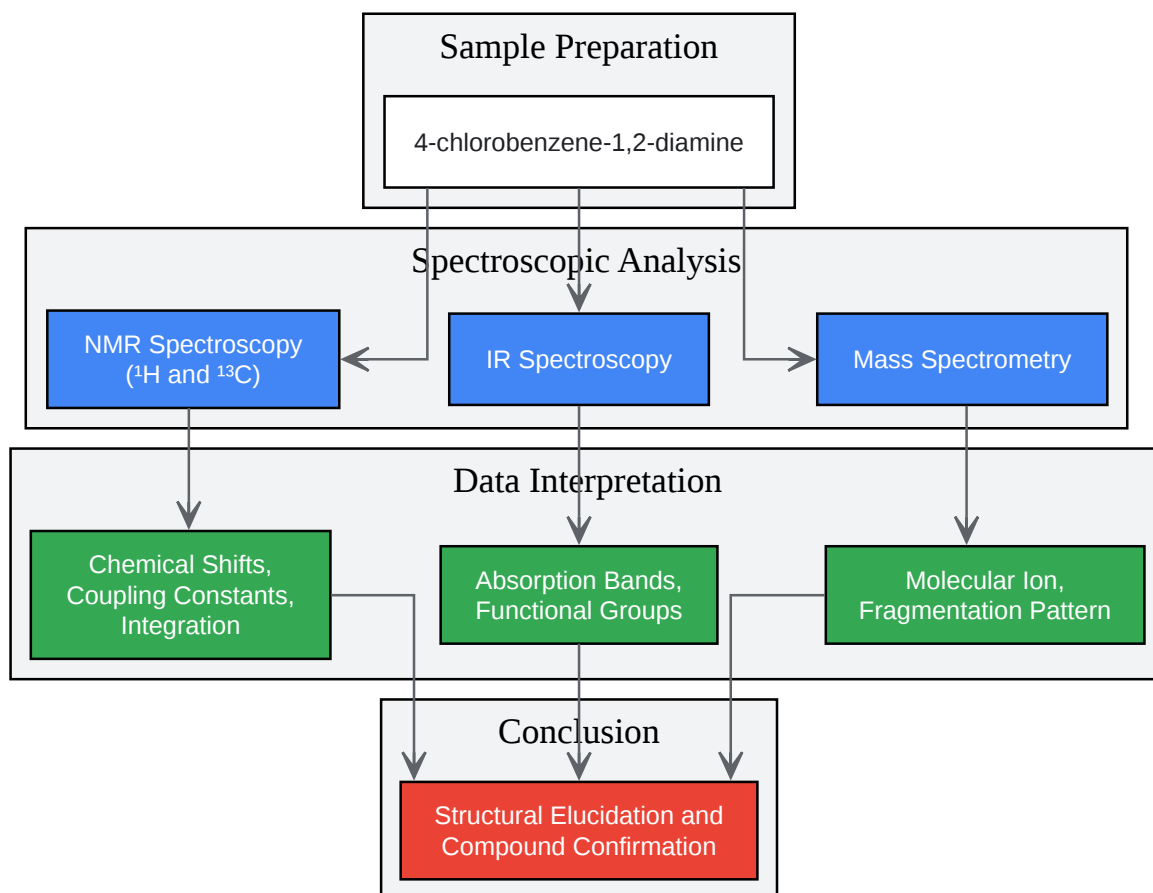 Sample Preparation
4-chlorobenzene-1,2-diamine
Spectroscopic Analysis
NMR Spectroscopy
(¹H and ¹³C)
IR Spectroscopy
Mass Spectrometry
Data Interpretation
Chemical Shifts,
Coupling Constants,
Integration
Absorption Bands,
Functional Groups
Molecular Ion,
Fragmentation Pattern
Conclusion
Structural Elucidation and
Compound Confirmation